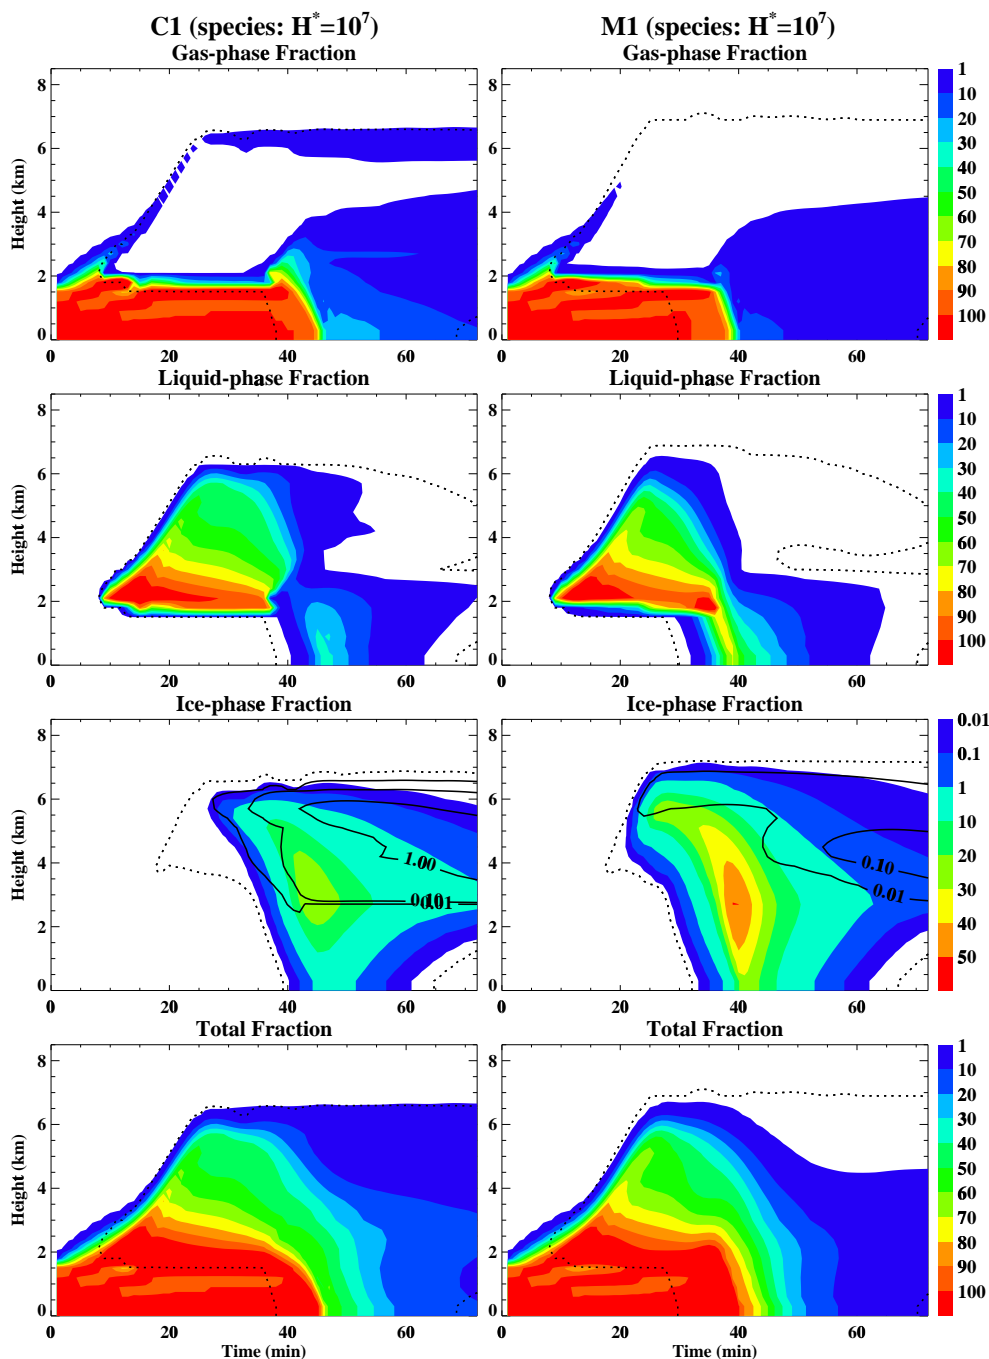 C1 (species: H*=10^7) M1 (species: H*=10^7)
Gas-phase Fraction Gas-phase Fraction
8 8 1
10
6 6 20
30
Height (km) 40
4 4 50
60
2 2 70
80
90
0 0 100
0 20 40 60 0 20 40 60
Liquid-phase Fraction Liquid-phase Fraction
8 8 1
10
6 6 20
30
Height (km) 40
4 4 50
60
2 2 70
80
90
0 0 100
0 20 40 60 0 20 40 60
Ice-phase Fraction Ice-phase Fraction
8 8 0.01
0.1
6 6 1
Height (km) 10
4 1.00 4 0.10 20
0.10 0.01 0.01 30
2 2 40
50
0 0
0 20 40 60 0 20 40 60
Total Fraction Total Fraction
8 8 1
10
6 6 20
30
Height (km) 40
4 4 50
60
2 2 70
80
90
0 0 100
0 20 40 60 0 20 40 60
Time (min) Time (min)